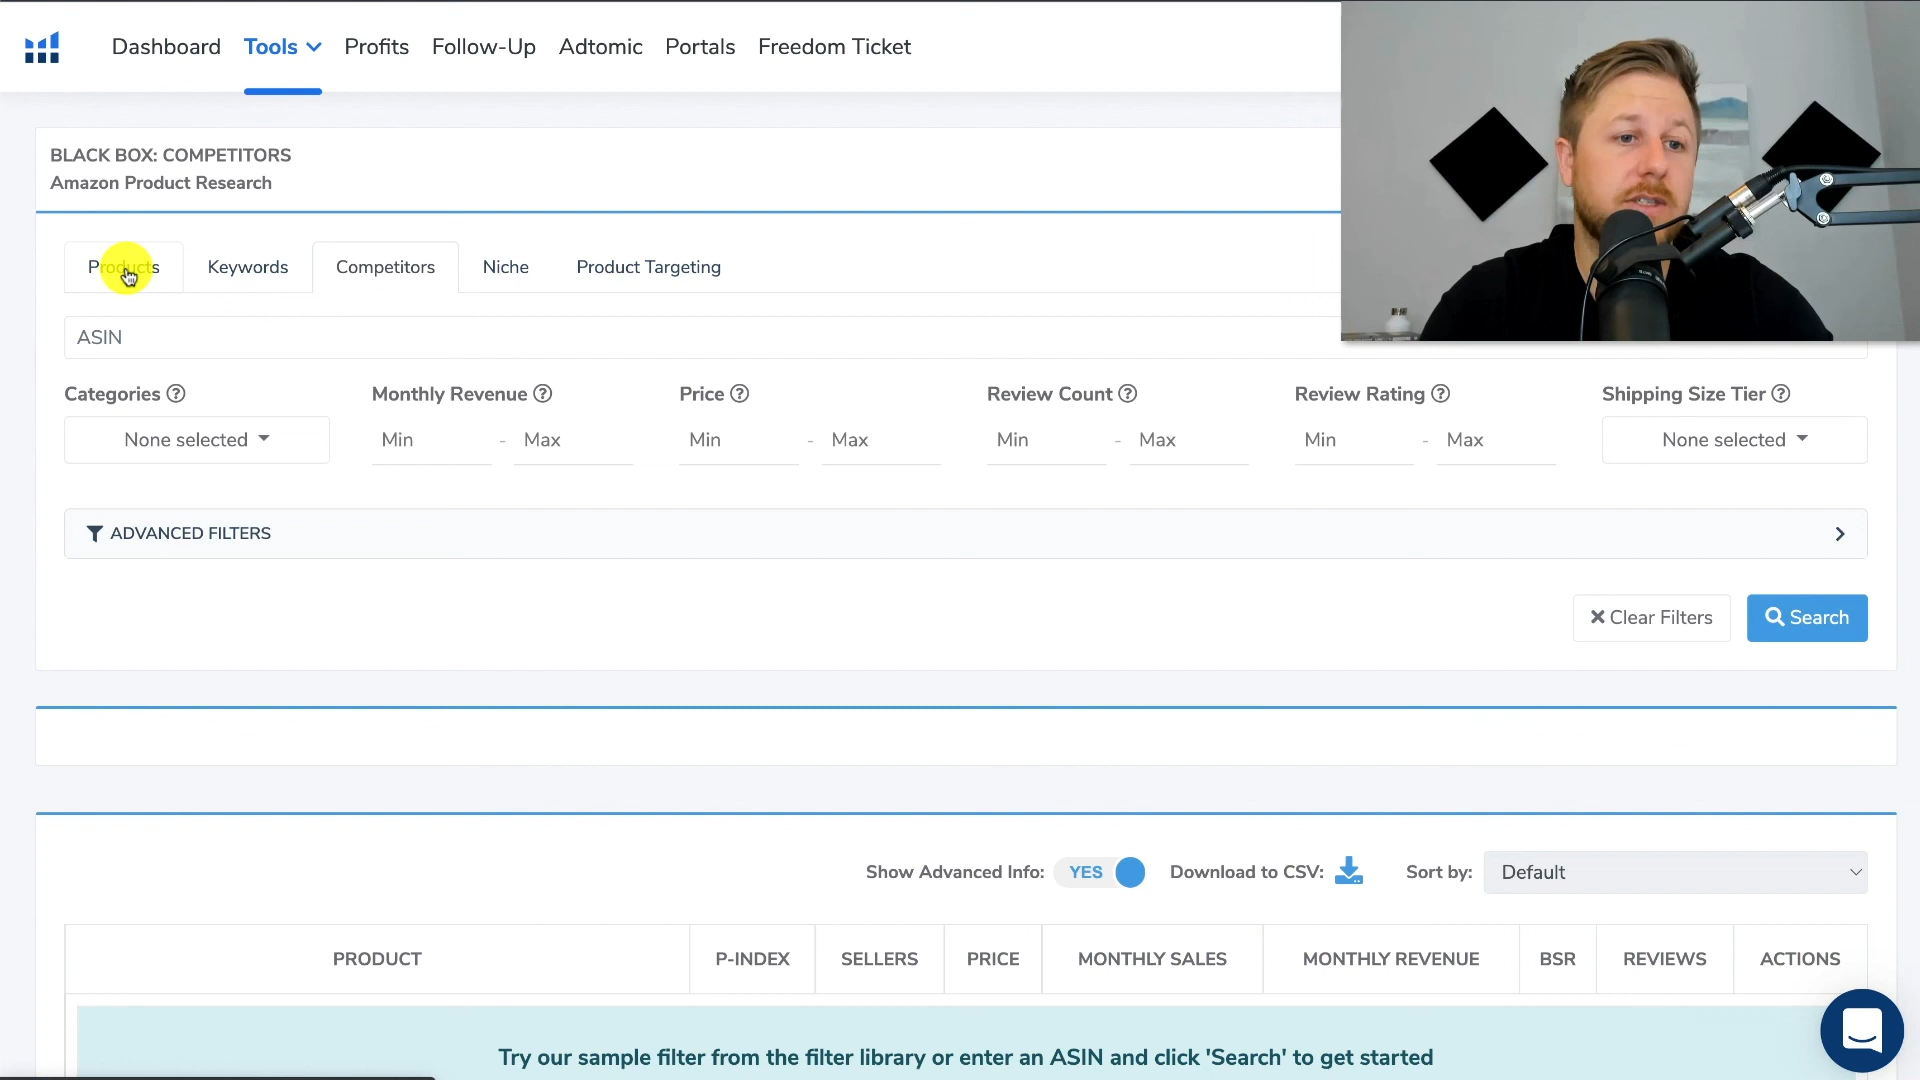 Dashboard Tools Profits Follow-Up Adtomic Portals Freedom Ticket
BLACK BOX: COMPETITORS
Amazon Product Research
Products Keywords Competitors Niche Product Targeting
ASIN
Categories Monthly Revenue Price Review Count Review Rating Shipping Size Tier
None selected Min - Max Min - Max Min - Max Min - Max None selected
ADVANCED FILTERS
Clear Filters Search
Show Advanced Info: YES Download to CSV: Sort by: Default
PRODUCT P-INDEX SELLERS PRICE MONTHLY SALES MONTHLY REVENUE BSR REVIEWS ACTIONS
Try our sample filter from the filter library or enter an ASIN and click 'Search' to get started